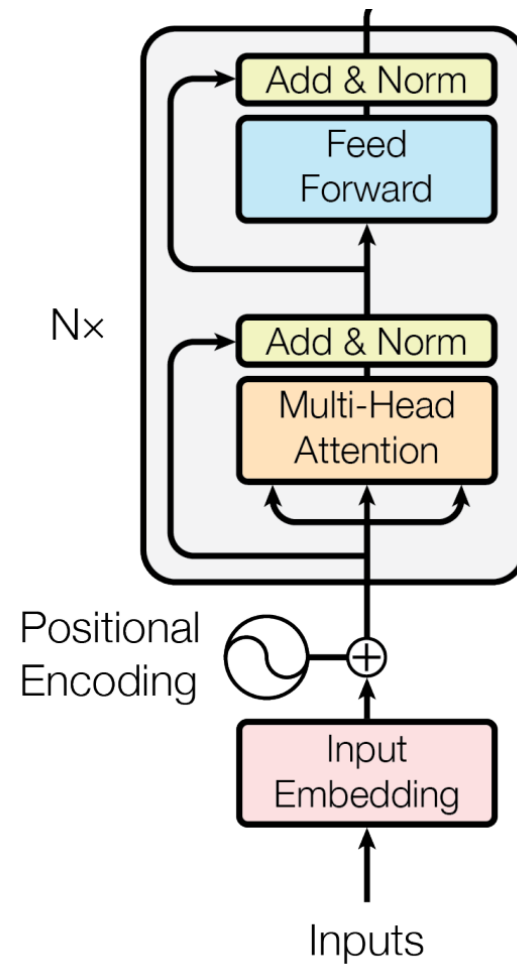 Add & Norm
Feed
Forward
N×
Add & Norm
Multi-Head
Attention
Positional
Encoding
Input
Embedding
Inputs